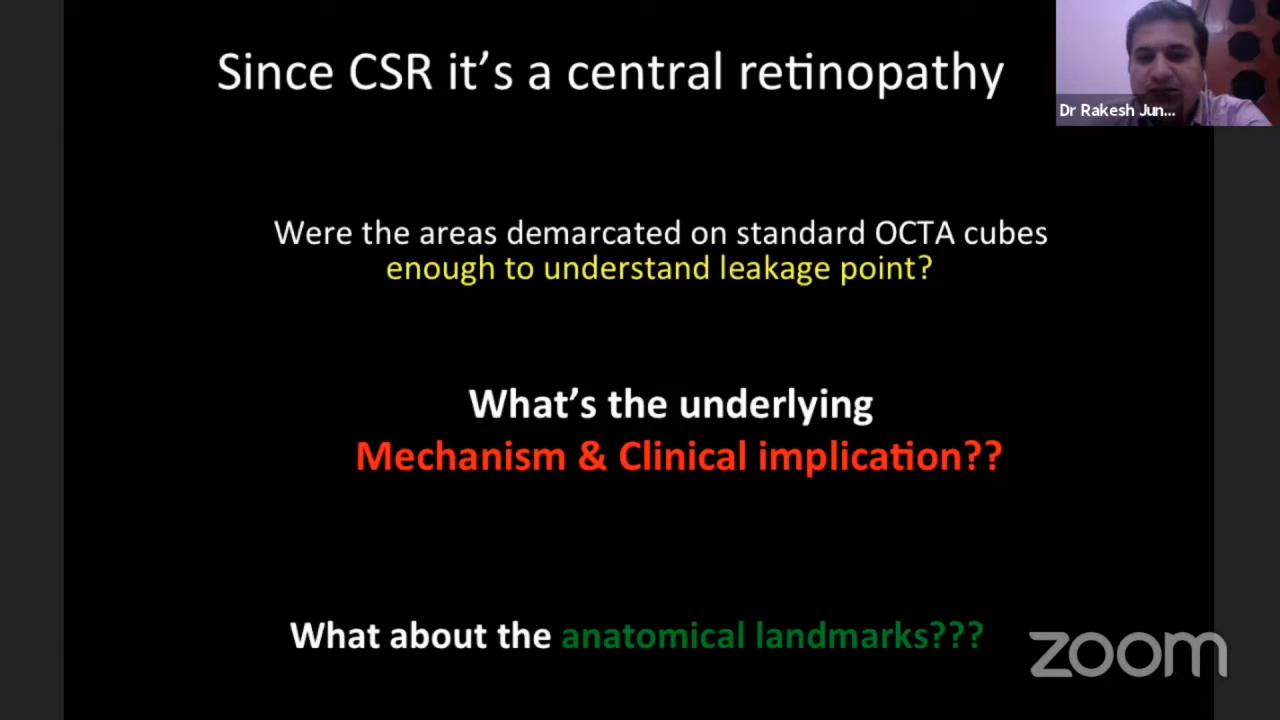 Since CSR it’s a central retinopathy
Dr Rakesh Jun...
Were the areas demarcated on standard OCTA cubes
enough to understand leakage point?
What’s the underlying
Mechanism & Clinical implication??
What about the anatomical landmarks???
zoom